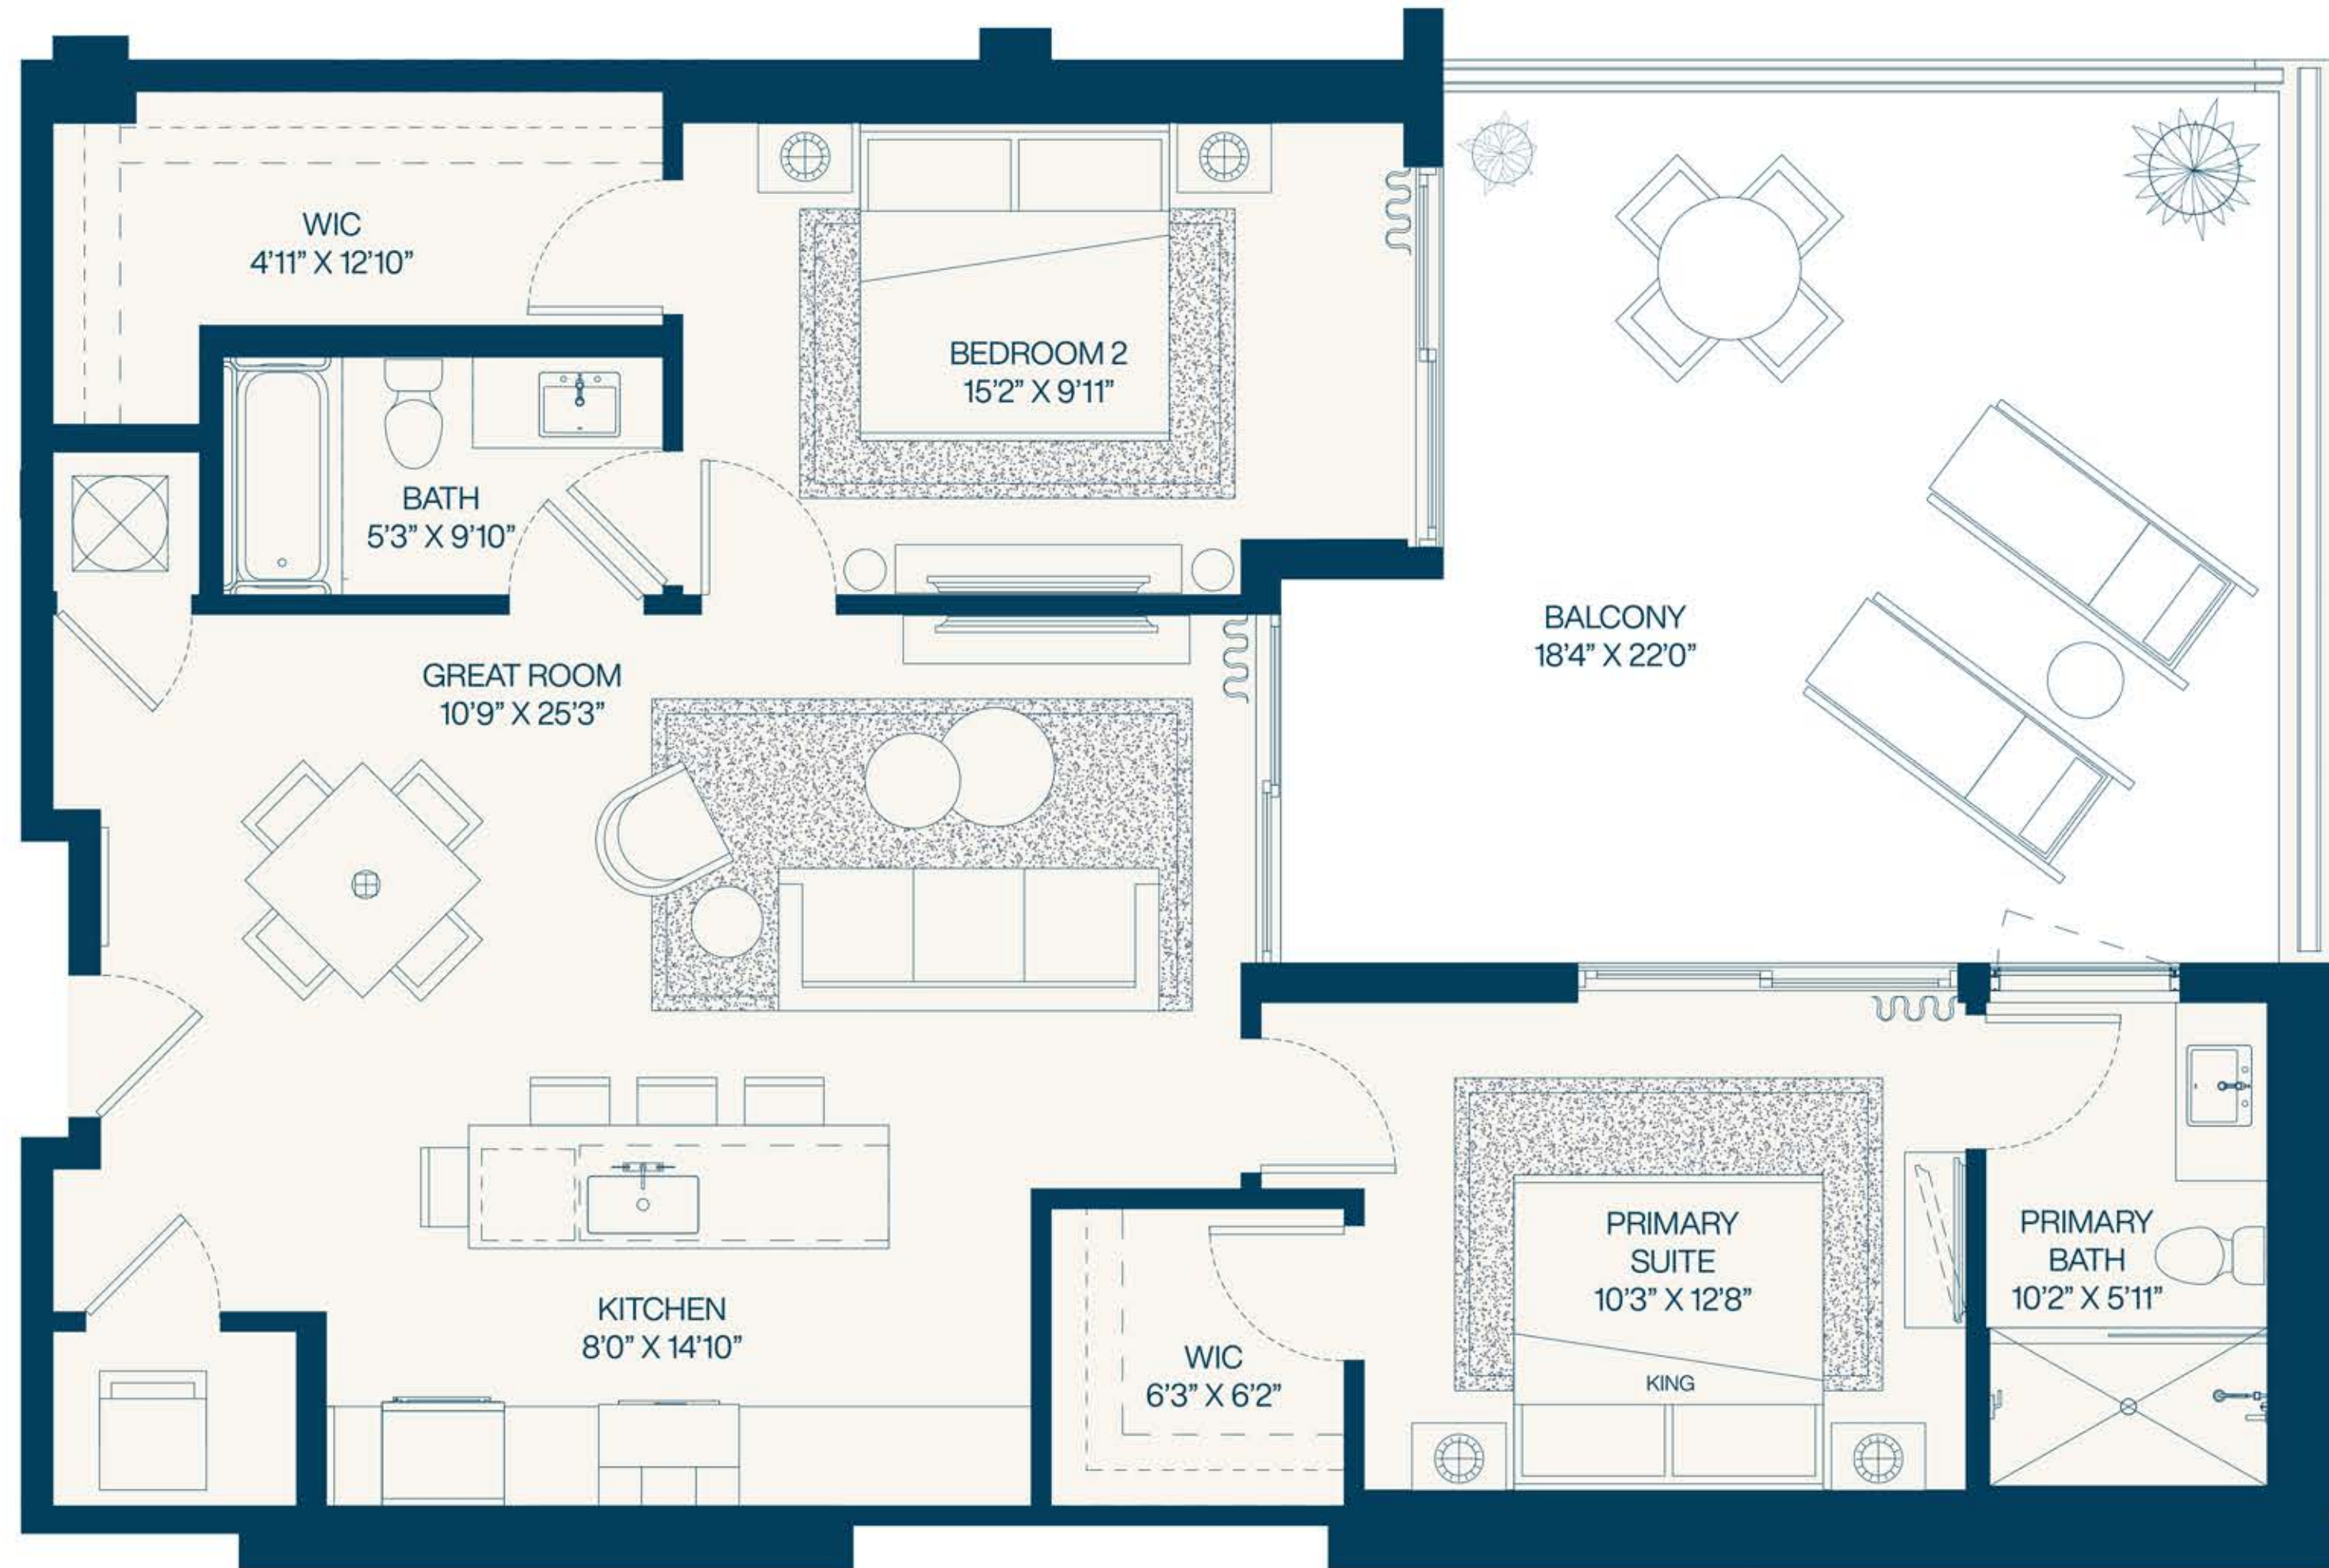 WIC
4'11" X 12'10"
BEDROOM 2
15'2" X 9'11"
BATH
5'3" X 9'10"
BALCONY
18'4" X 22'0"
GREAT ROOM
10'9" X 25'3"
KITCHEN
8'0" X 14'10"
WIC
6'3" X 6'2"
PRIMARY
SUITE
10'3" X 12'8"
KING
PRIMARY
BATH
10'2" X 5'11"